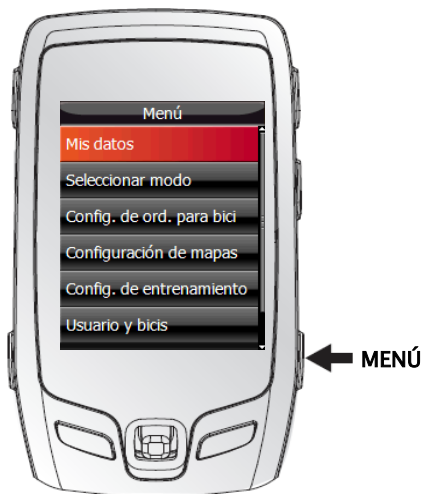 Menú
Mis datos
Seleccionar modo
Config. de ord. para bici
Configuración de mapas
Config. de entrenamiento
Usuario y bicis
MENÚ